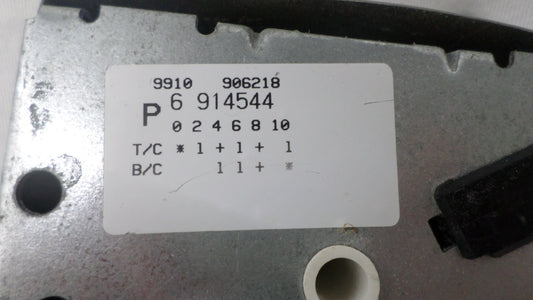 9910 906218
P 6 914544
0 2 4 6 8 10
T/C * 1 + 1 + 1
B/C 1 1 + *